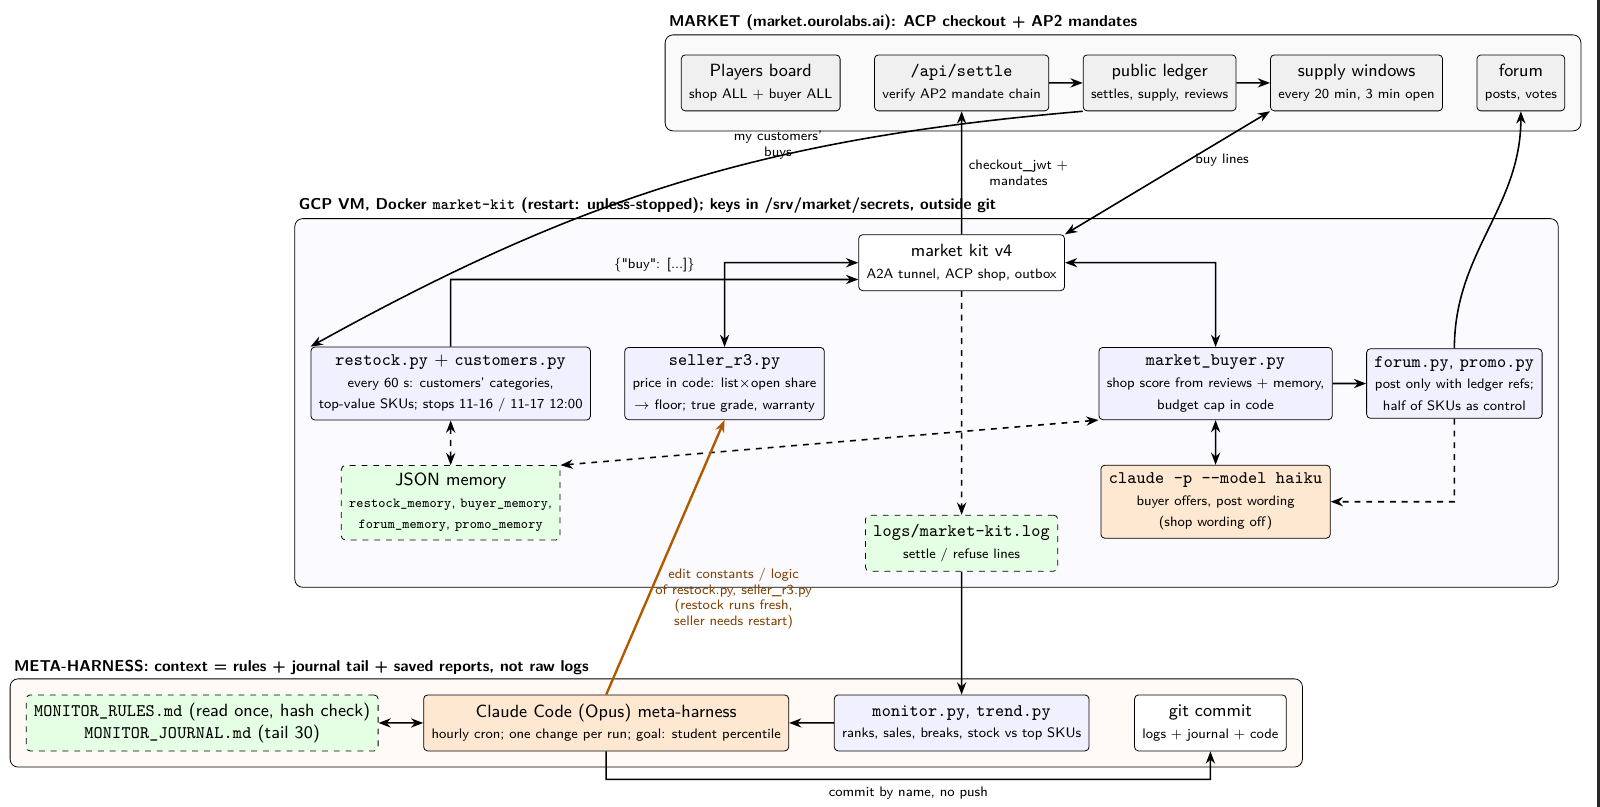 MARKET (market.ourolabs.ai): ACP checkout + AP2 mandates
Players board
shop ALL + buyer ALL
/api/settle
verify AP2 mandate chain
public ledger
settles, supply, reviews
supply windows
every 20 min, 3 min open
forum
posts, votes
my customers'
buys
checkout_jwt +
mandates
buy lines
GCP VM, Docker market-kit (restart: unless-stopped); keys in /srv/market/secrets, outside git
market kit v4
A2A tunnel, ACP shop, outbox
{"buy": [...]}
restock.py + customers.py
every 60 s: customers' categories,
top-value SKUs; stops 11-16 / 11-17 12:00
seller_r3.py
price in code: list×open share
→ floor; true grade, warranty
market_buyer.py
shop score from reviews + memory,
budget cap in code
forum.py, promo.py
post only with ledger refs;
half of SKUs as control
JSON memory
restock_memory, buyer_memory,
forum_memory, promo_memory
claude -p --model haiku
buyer offers, post wording
(shop wording off)
logs/market-kit.log
settle / refuse lines
edit constants / logic
of restock.py, seller_r3.py
(restock runs fresh,
seller needs restart)
META-HARNESS: context = rules + journal tail + saved reports, not raw logs
MONITOR_RULES.md (read once, hash check)
MONITOR_JOURNAL.md (tail 30)
Claude Code (Opus) meta-harness
hourly cron; one change per run; goal: student percentile
monitor.py, trend.py
ranks, sales, breaks, stock vs top SKUs
git commit
logs + journal + code
commit by name, no push